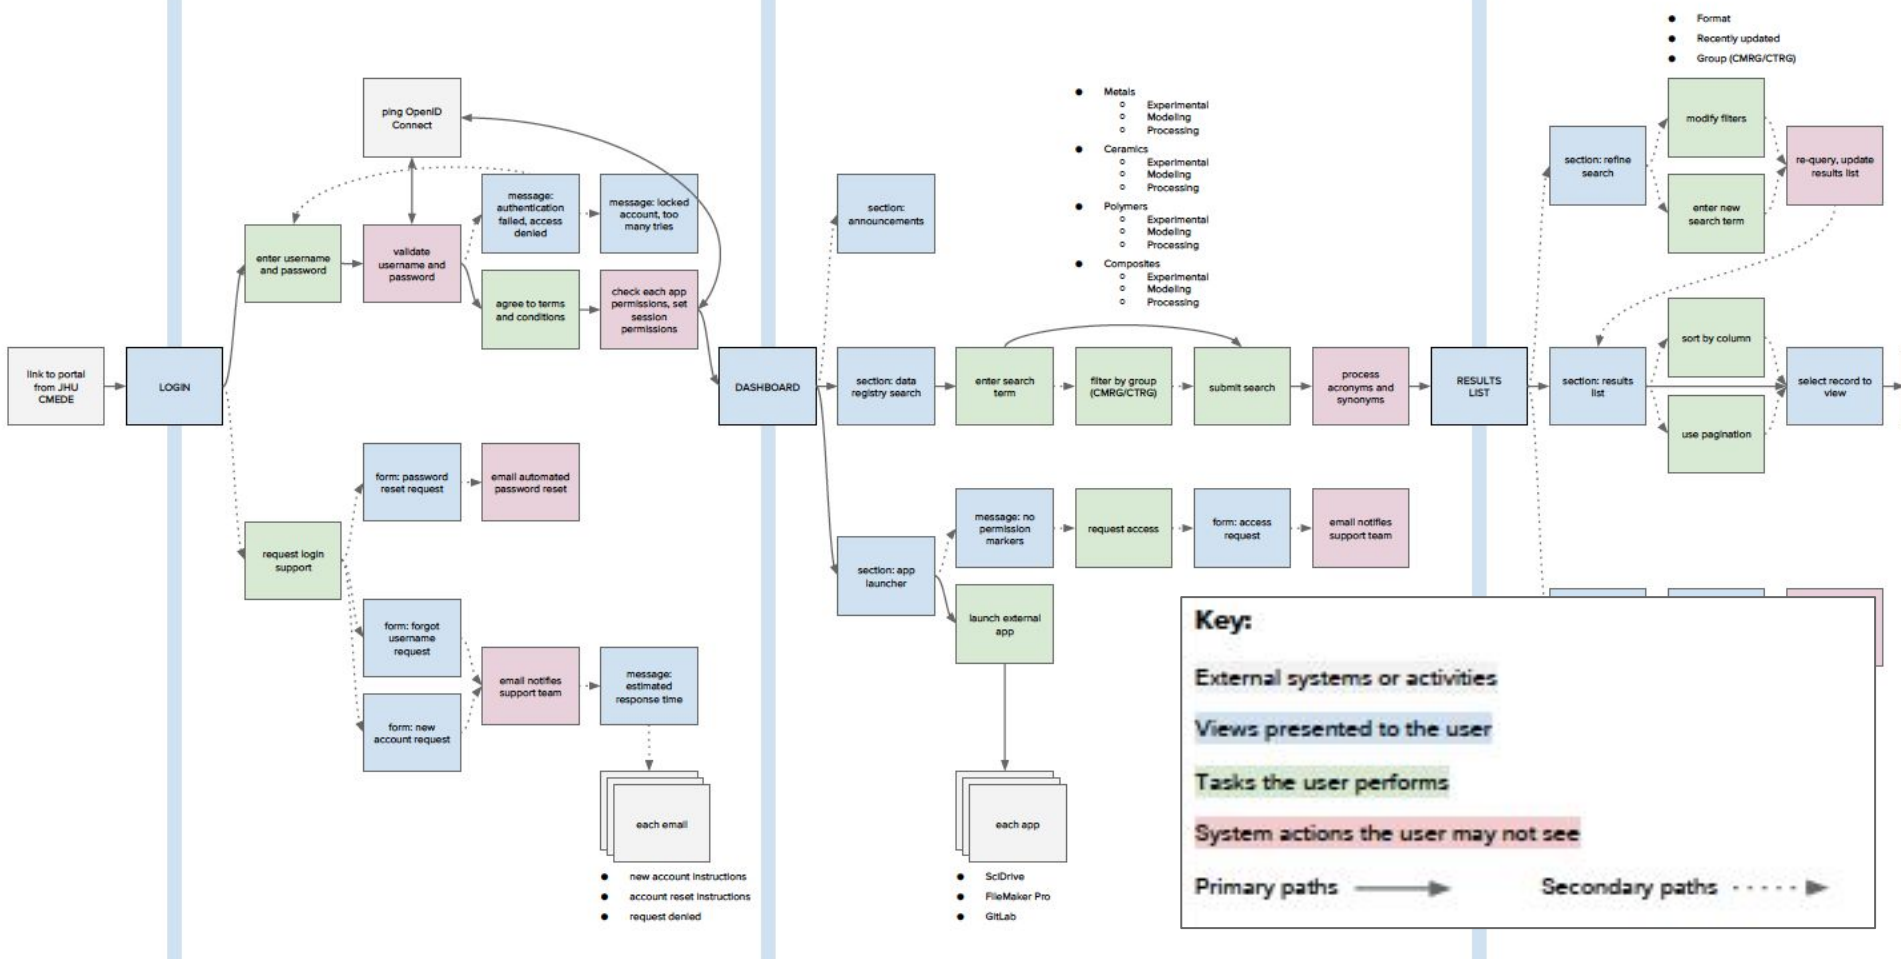 Format
Recently updated
Group (CMRG/CTRG)
ping OpenID
Connect
Metals
Experimental
Modeling
Processing
Ceramics
Experimental
Modeling
Processing
Polymers
Experimental
Modeling
Processing
Composites
Experimental
Modeling
Processing
modify filters
section: refine
search
re-query, update
results list
enter new
search term
message:
authentication
failed, access
denied
message: locked
account, too
many tries
section:
announcements
enter username
and password
validate
username and
password
agree to terms
and conditions
check each app
permissions, set
session
permissions
link to portal
from JHU
CMEDE
LOGIN
DASHBOARD
section: data
registry search
enter search
term
filter by group
(CMRG/CTRG)
submit search
process
acronyms and
synonyms
RESULTS
LIST
section: results
list
sort by column
use pagination
select record to
view
form: password
reset request
email automated
password reset
request login
support
form: forgot
username
request
form: new
account request
email notifies
support team
message:
estimated
response time
each email
new account instructions
account reset instructions
request denied
section: app
launcher
message: no
permission
markers
request access
form: access
request
email notifies
support team
launch external
app
each app
SciDrive
FileMaker Pro
GitLab
Key:
External systems or activities
Views presented to the user
Tasks the user performs
System actions the user may not see
Primary paths
Secondary paths